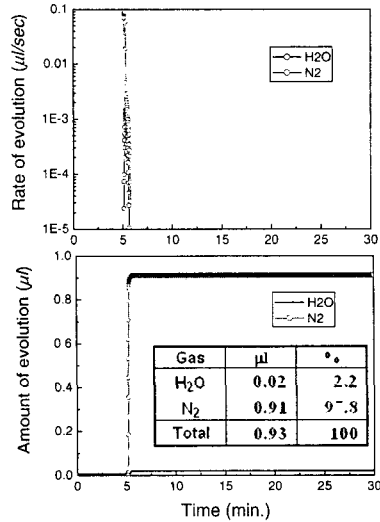 Rate of evolution (µl/sec)
0.1
0.01
1E-3
1E-4
1E-5
H2O
N2
0 5 10 15 20 25 30
Amount of evolution (µl)
1.0
0.8
0.6
0.4
0.2
0.0
H2O
N2
Gas µl %
H₂O 0.02 2.2
N₂ 0.91 9⁻.8
Total 0.93 100
0 5 10 15 20 25 30
Time (min.)